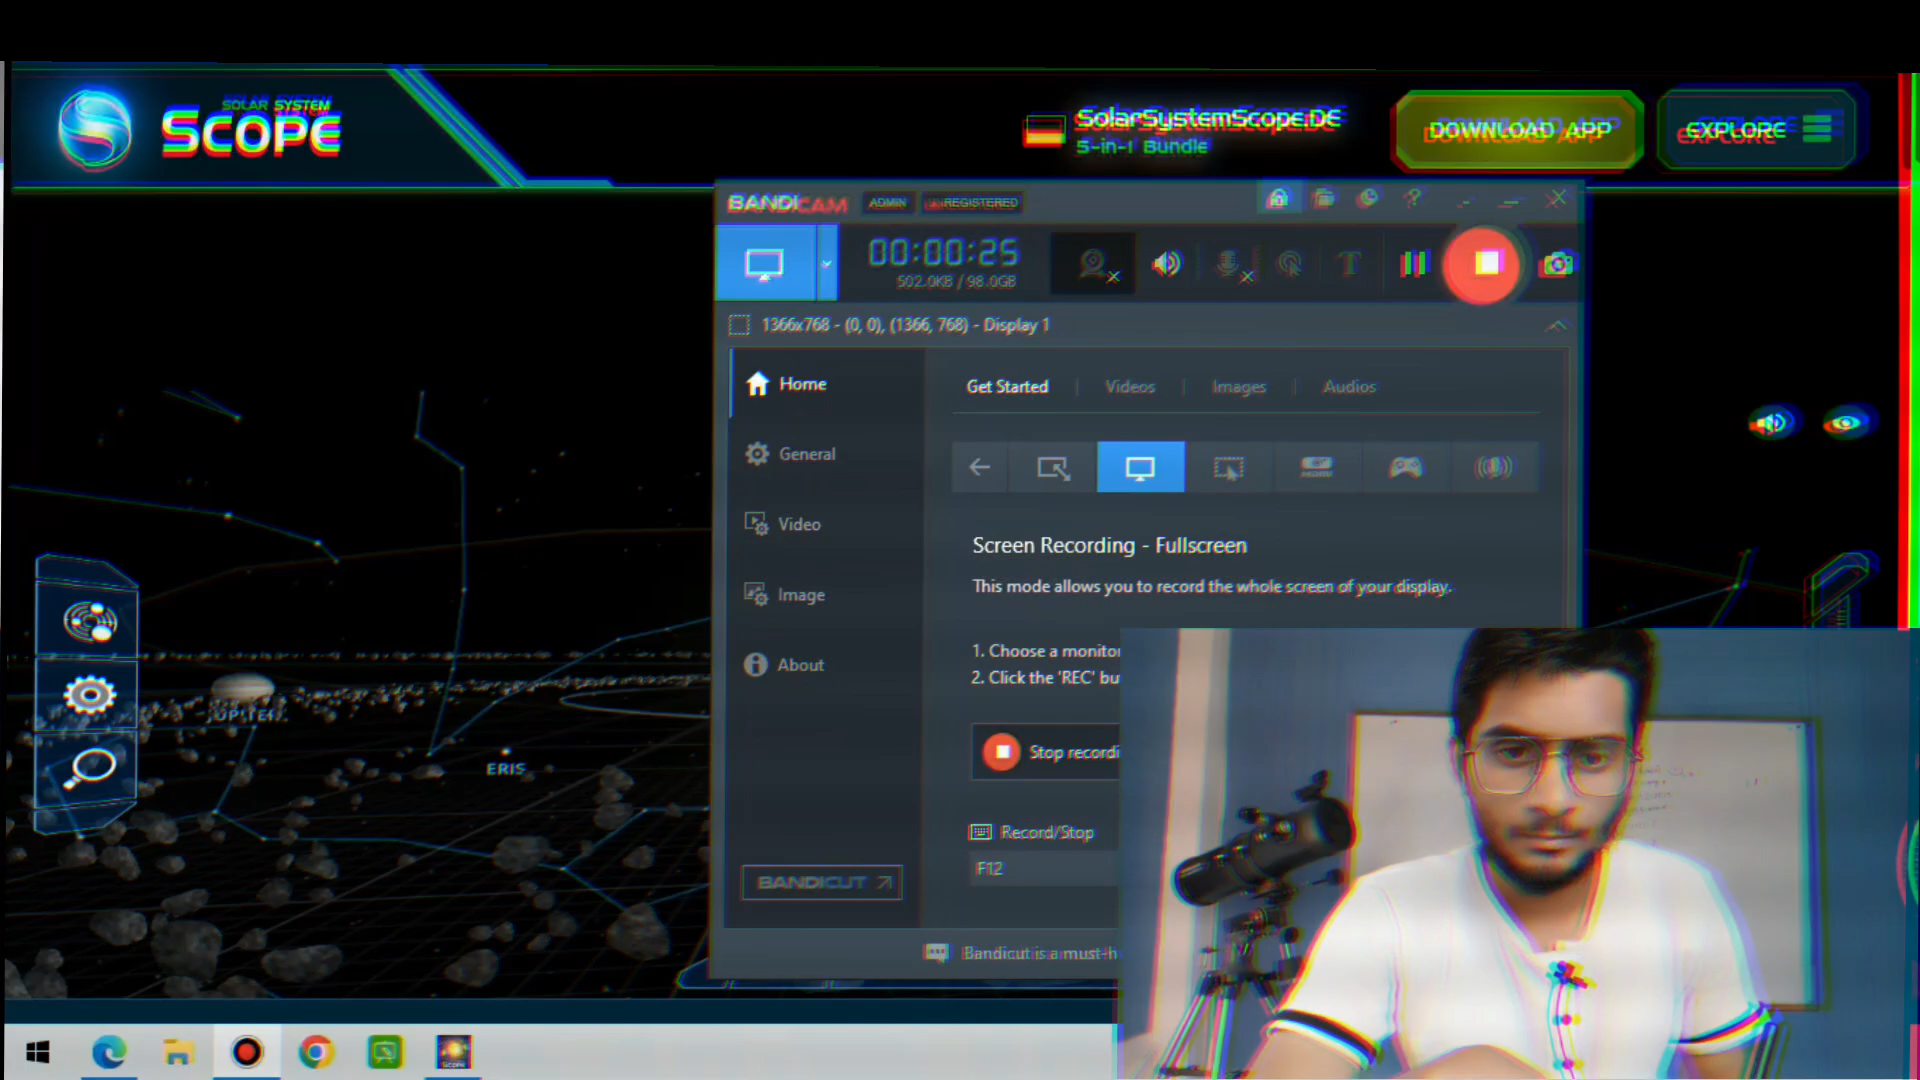 SOLAR SYSTEM
SCOPE
SolarSystemScope.DE
5-in-1 Bundle
DOWNLOAD APP
EXPLORE
BANDICAM
ADMIN
UNREGISTERED
00:00:25
502.0KB / 98.0GB
1366x768 - (0, 0), (1366, 768) - Display 1
Home
Get Started
Videos
Images
Audios
General
Video
Image
About
HDMI
Screen Recording - Fullscreen
This mode allows you to record the whole screen of your display.
1. Choose a monitor
2. Click the 'REC' bu
Stop recordi
Record/Stop
F12
BANDICUT
Bandicut is a must-h
JUPITER
ERIS
Scope